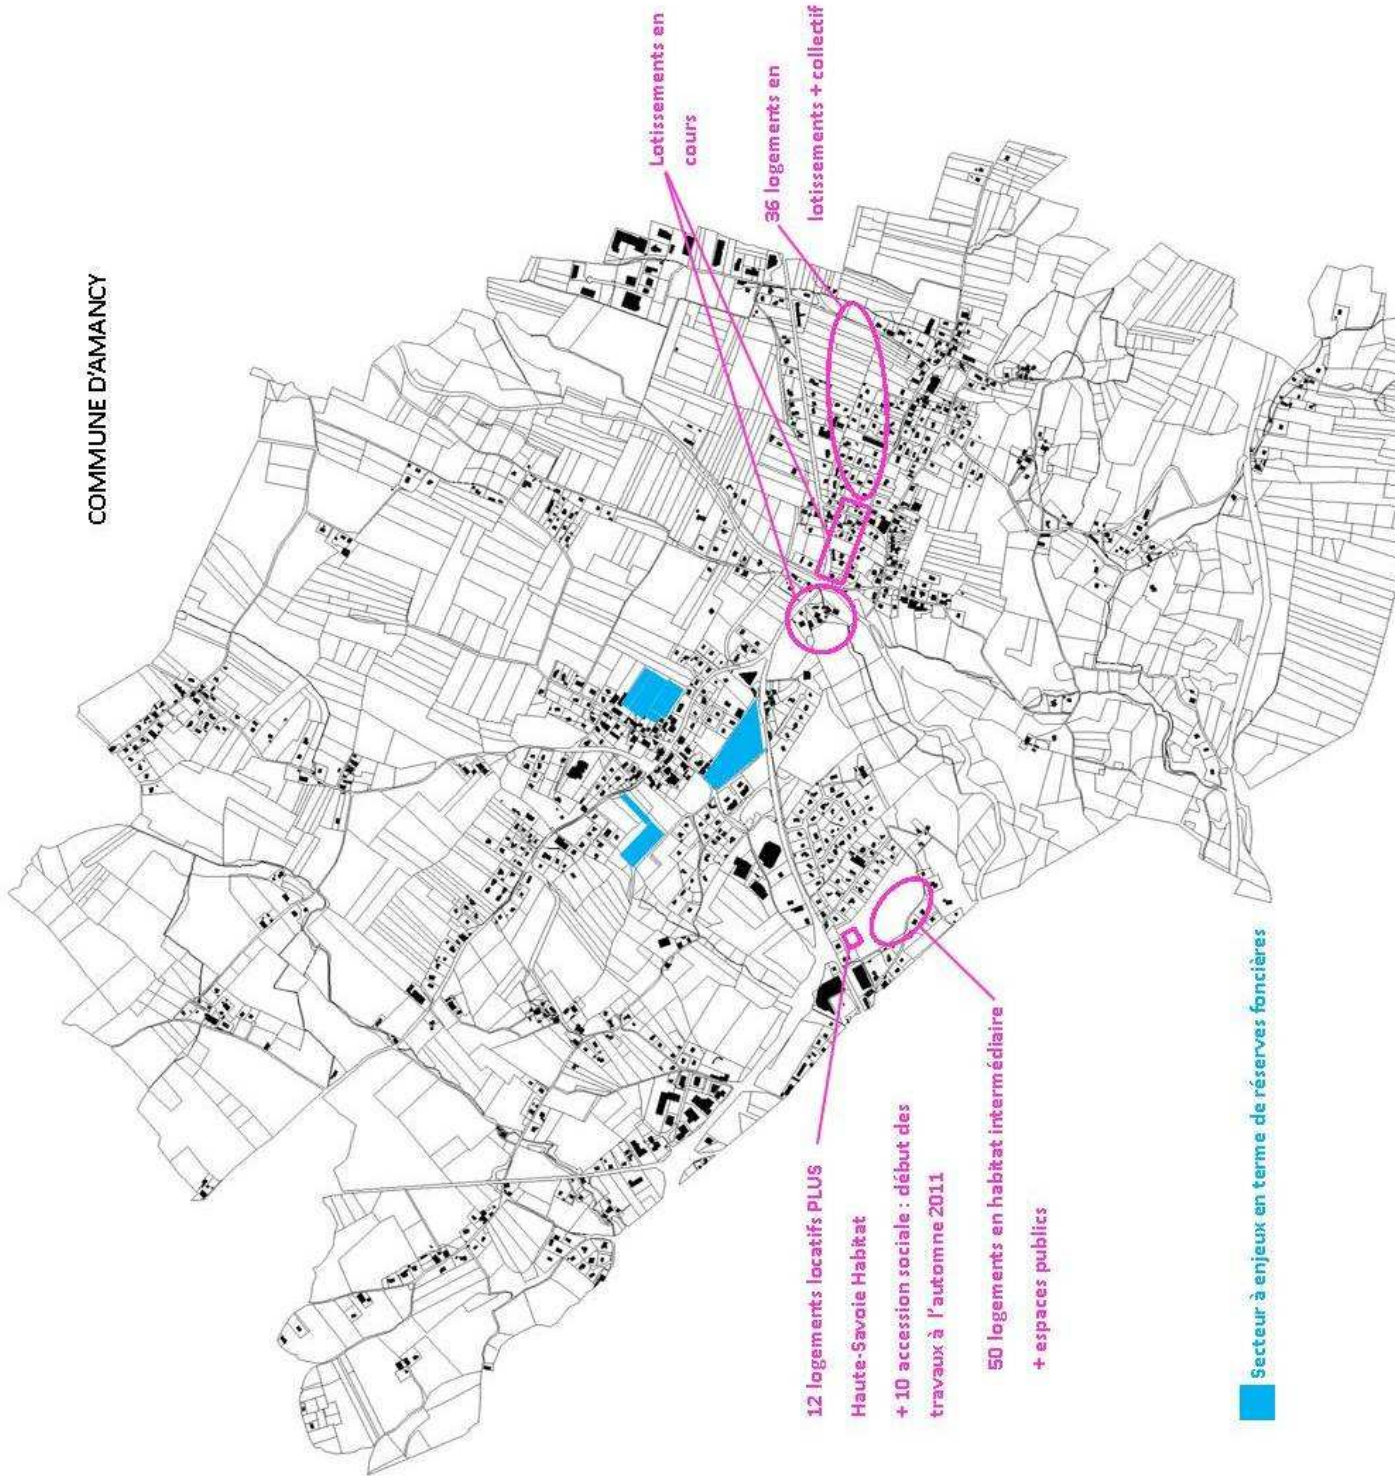 COMMUNE D'AMANCY
Lotissements en
cours
36 logements en
lotissements + collectif
12 logements locatifs PLUS
Haute-Savoie Habitat
+ 10 accession sociale : début des
travaux à l'automne 2011
50 logements en habitat intermédiaire
+ espaces publics
Secteur à enjeux en terme de réserves foncières